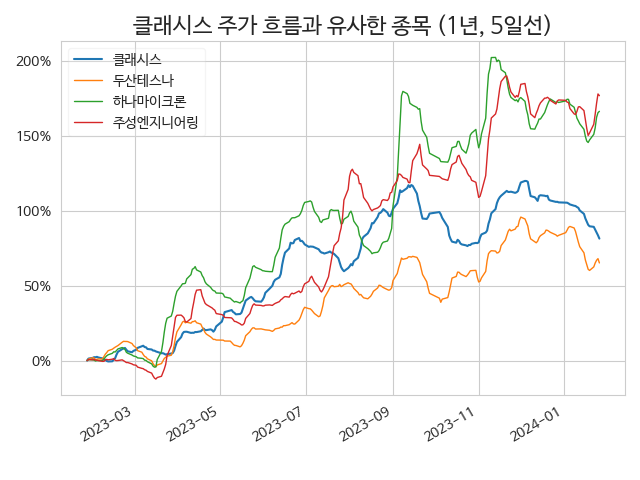 클래시스 주가 흐름과 유사한 종목 (1년, 5일선)
클래시스
두산테스나
하나마이크론
주성엔지니어링
200%
150%
100%
50%
0%
2023-03
2023-05
2023-07
2023-09
2023-11
2024-01